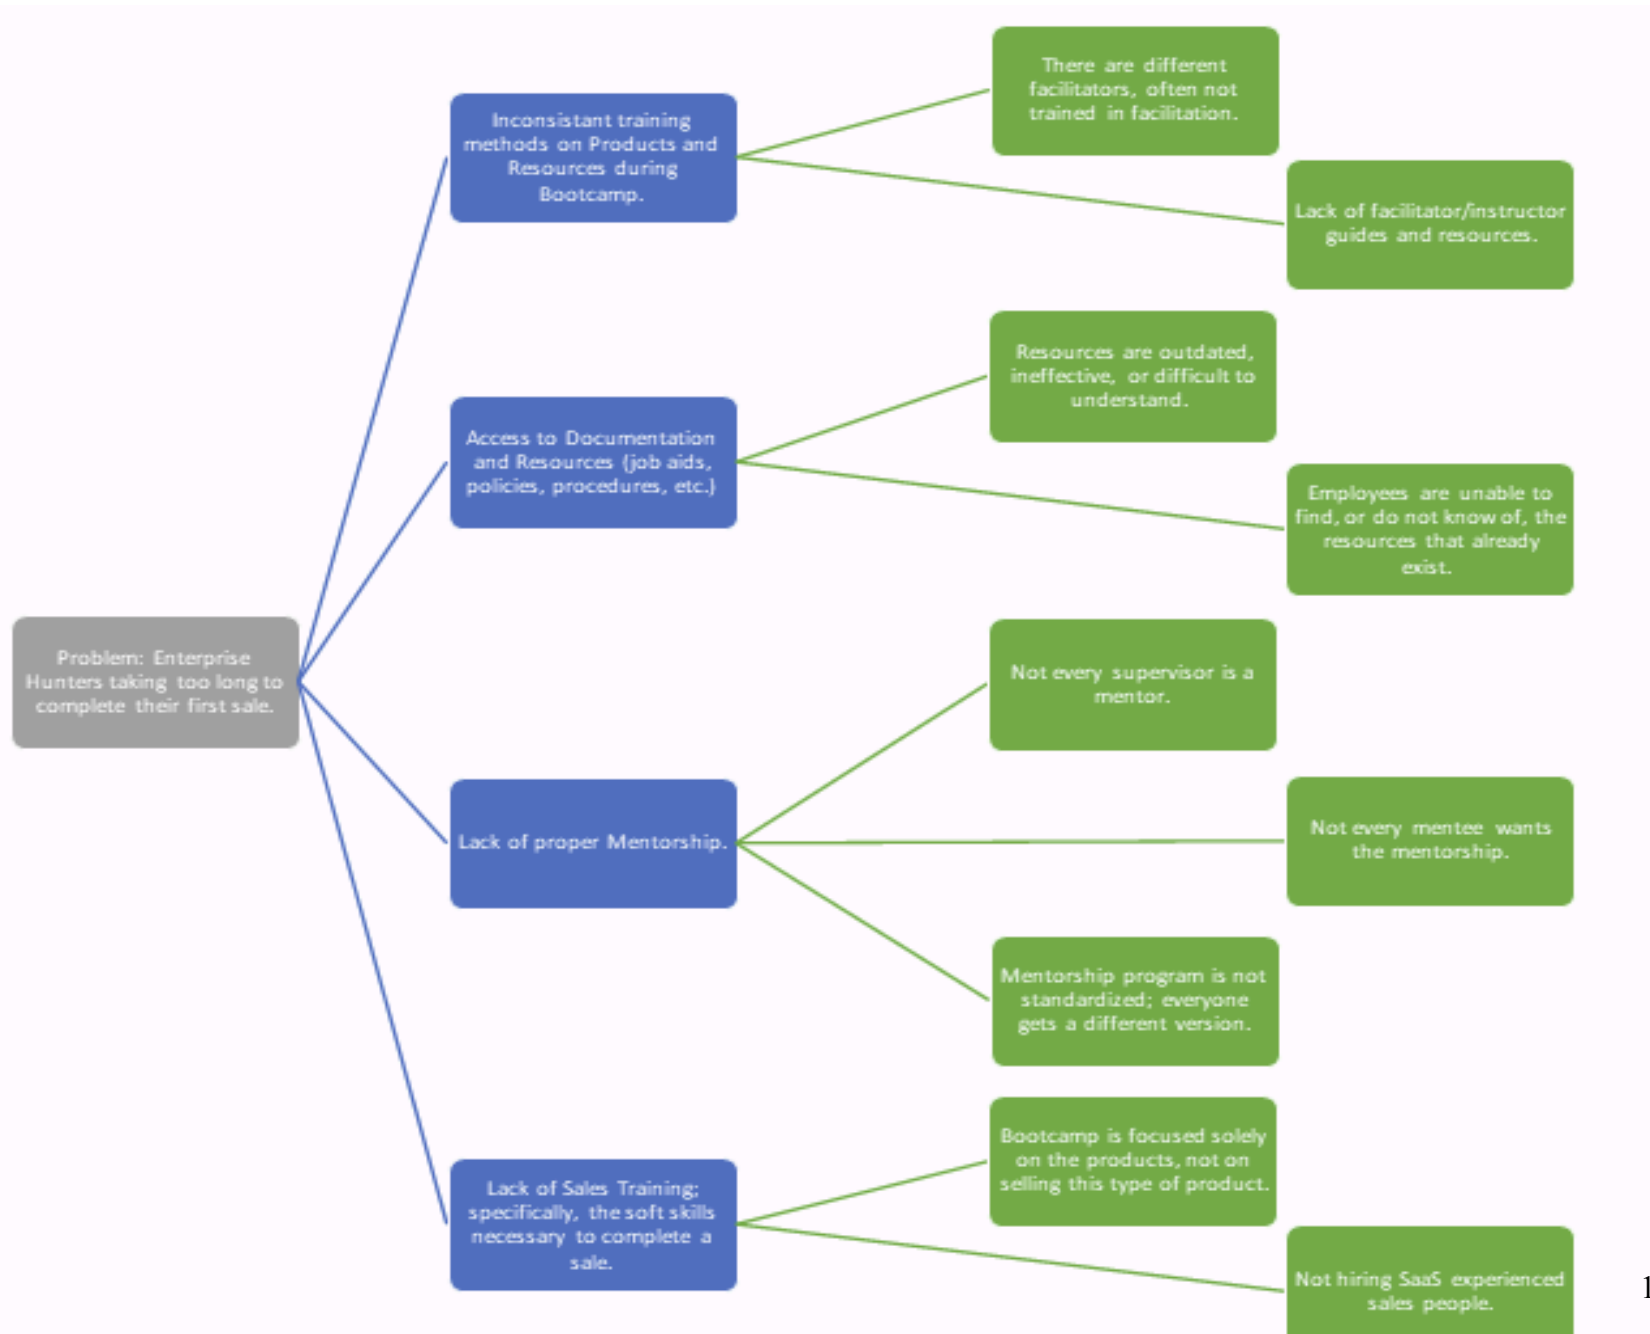 There are different
facilitators, often not
trained in facilitation.
Inconsistant training
methods on Products and
Resources during
Bootcamp.
Lack of facilitator/instructor
guides and resources.
Resources are outdated,
ineffective, or difficult to
understand.
Access to Documentation
and Resources (job aids,
policies, procedures, etc.)
Employees are unable to
find, or do not know of, the
resources that already
exist.
Problem: Enterprise
Hunters taking too long to
complete their first sale.
Not every supervisor is a
mentor.
Lack of proper Mentorship.
Not every mentee wants
the mentorship.
Mentorship program is not
standardized; everyone
gets a different version.
Bootcamp is focused solely
on the products, not on
selling this type of product.
Lack of Sales Training;
specifically, the soft skills
necessary to complete a
sale.
Not hiring SaaS experienced
sales people.
1